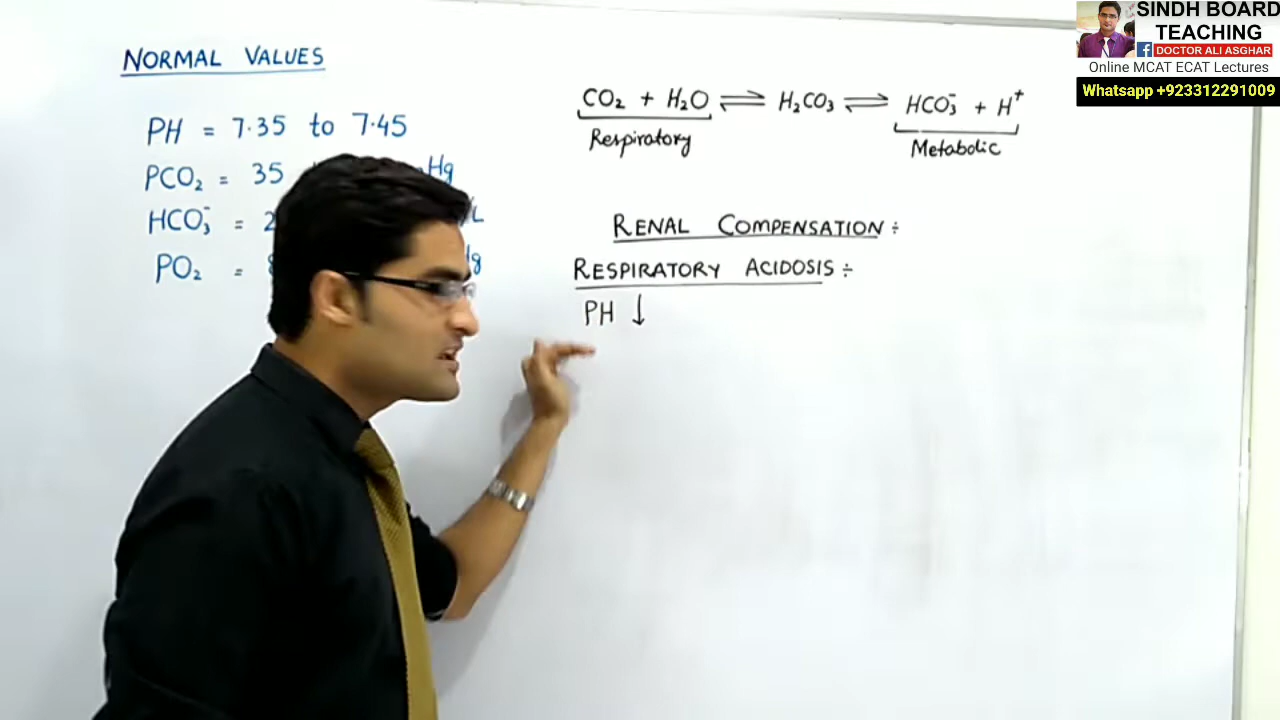 NORMAL VALUES
PH = 7.35 to 7.45
PCO₂ = 35 Hg
HCO₃⁻ = 2 L
PO₂ =
CO₂ + H₂O ⇌ H₂CO₃ ⇌ HCO₃⁻ + H⁺
Respiratory Metabolic
RENAL COMPENSATION ÷
RESPIRATORY ACIDOSIS ÷
PH ↓
SINDH BOARD
TEACHING
f DOCTOR ALI ASGHAR
Online MCAT ECAT Lectures
Whatsapp +923312291009